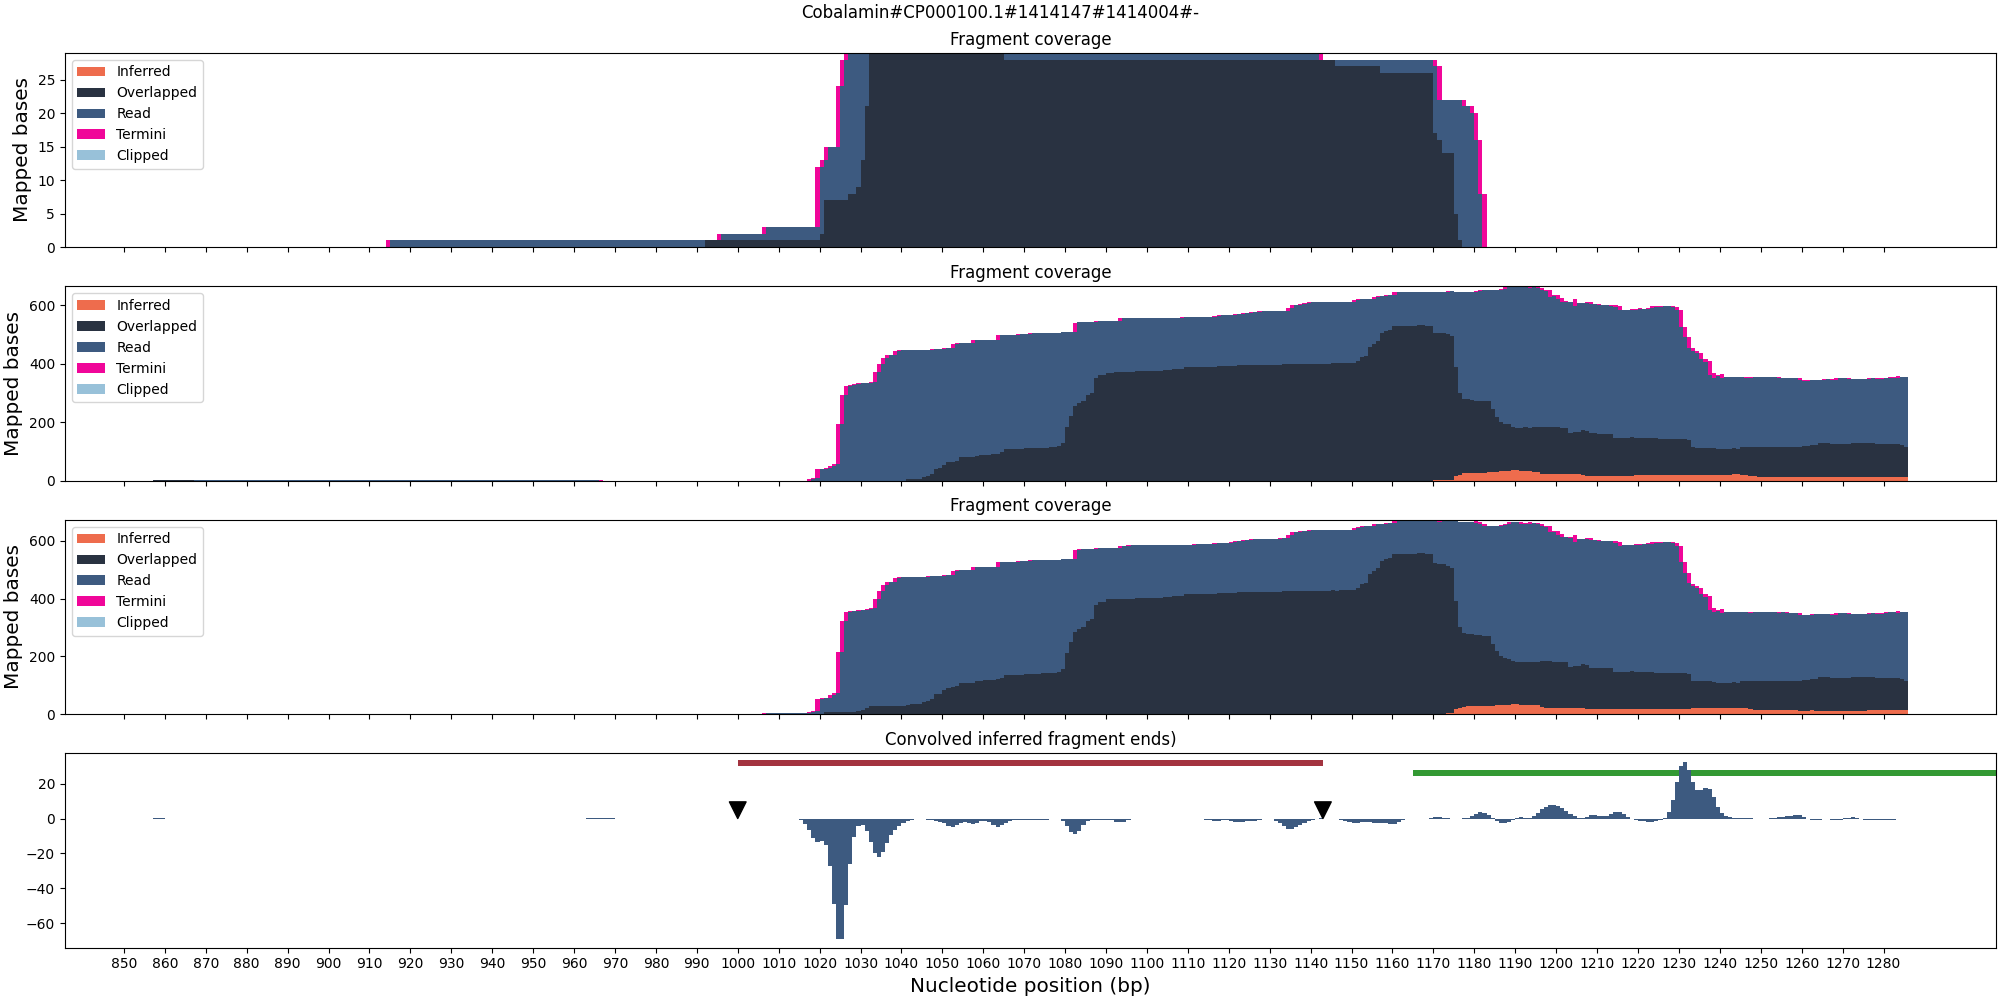 Cobalamin#CP000100.1#1414147#1414004#-
Fragment coverage
Mapped bases
25
20
15
10
5
0
Inferred
Overlapped
Read
Termini
Clipped
Fragment coverage
Mapped bases
600
400
200
0
Inferred
Overlapped
Read
Termini
Clipped
Fragment coverage
Mapped bases
600
400
200
0
Inferred
Overlapped
Read
Termini
Clipped
Convolved inferred fragment ends)
20
0
−20
−40
−60
850 860 870 880 890 900 910 920 930 940 950 960 970 980 990 1000 1010 1020 1030 1040 1050 1060 1070 1080 1090 1100 1110 1120 1130 1140 1150 1160 1170 1180 1190 1200 1210 1220 1230 1240 1250 1260 1270 1280
Nucleotide position (bp)